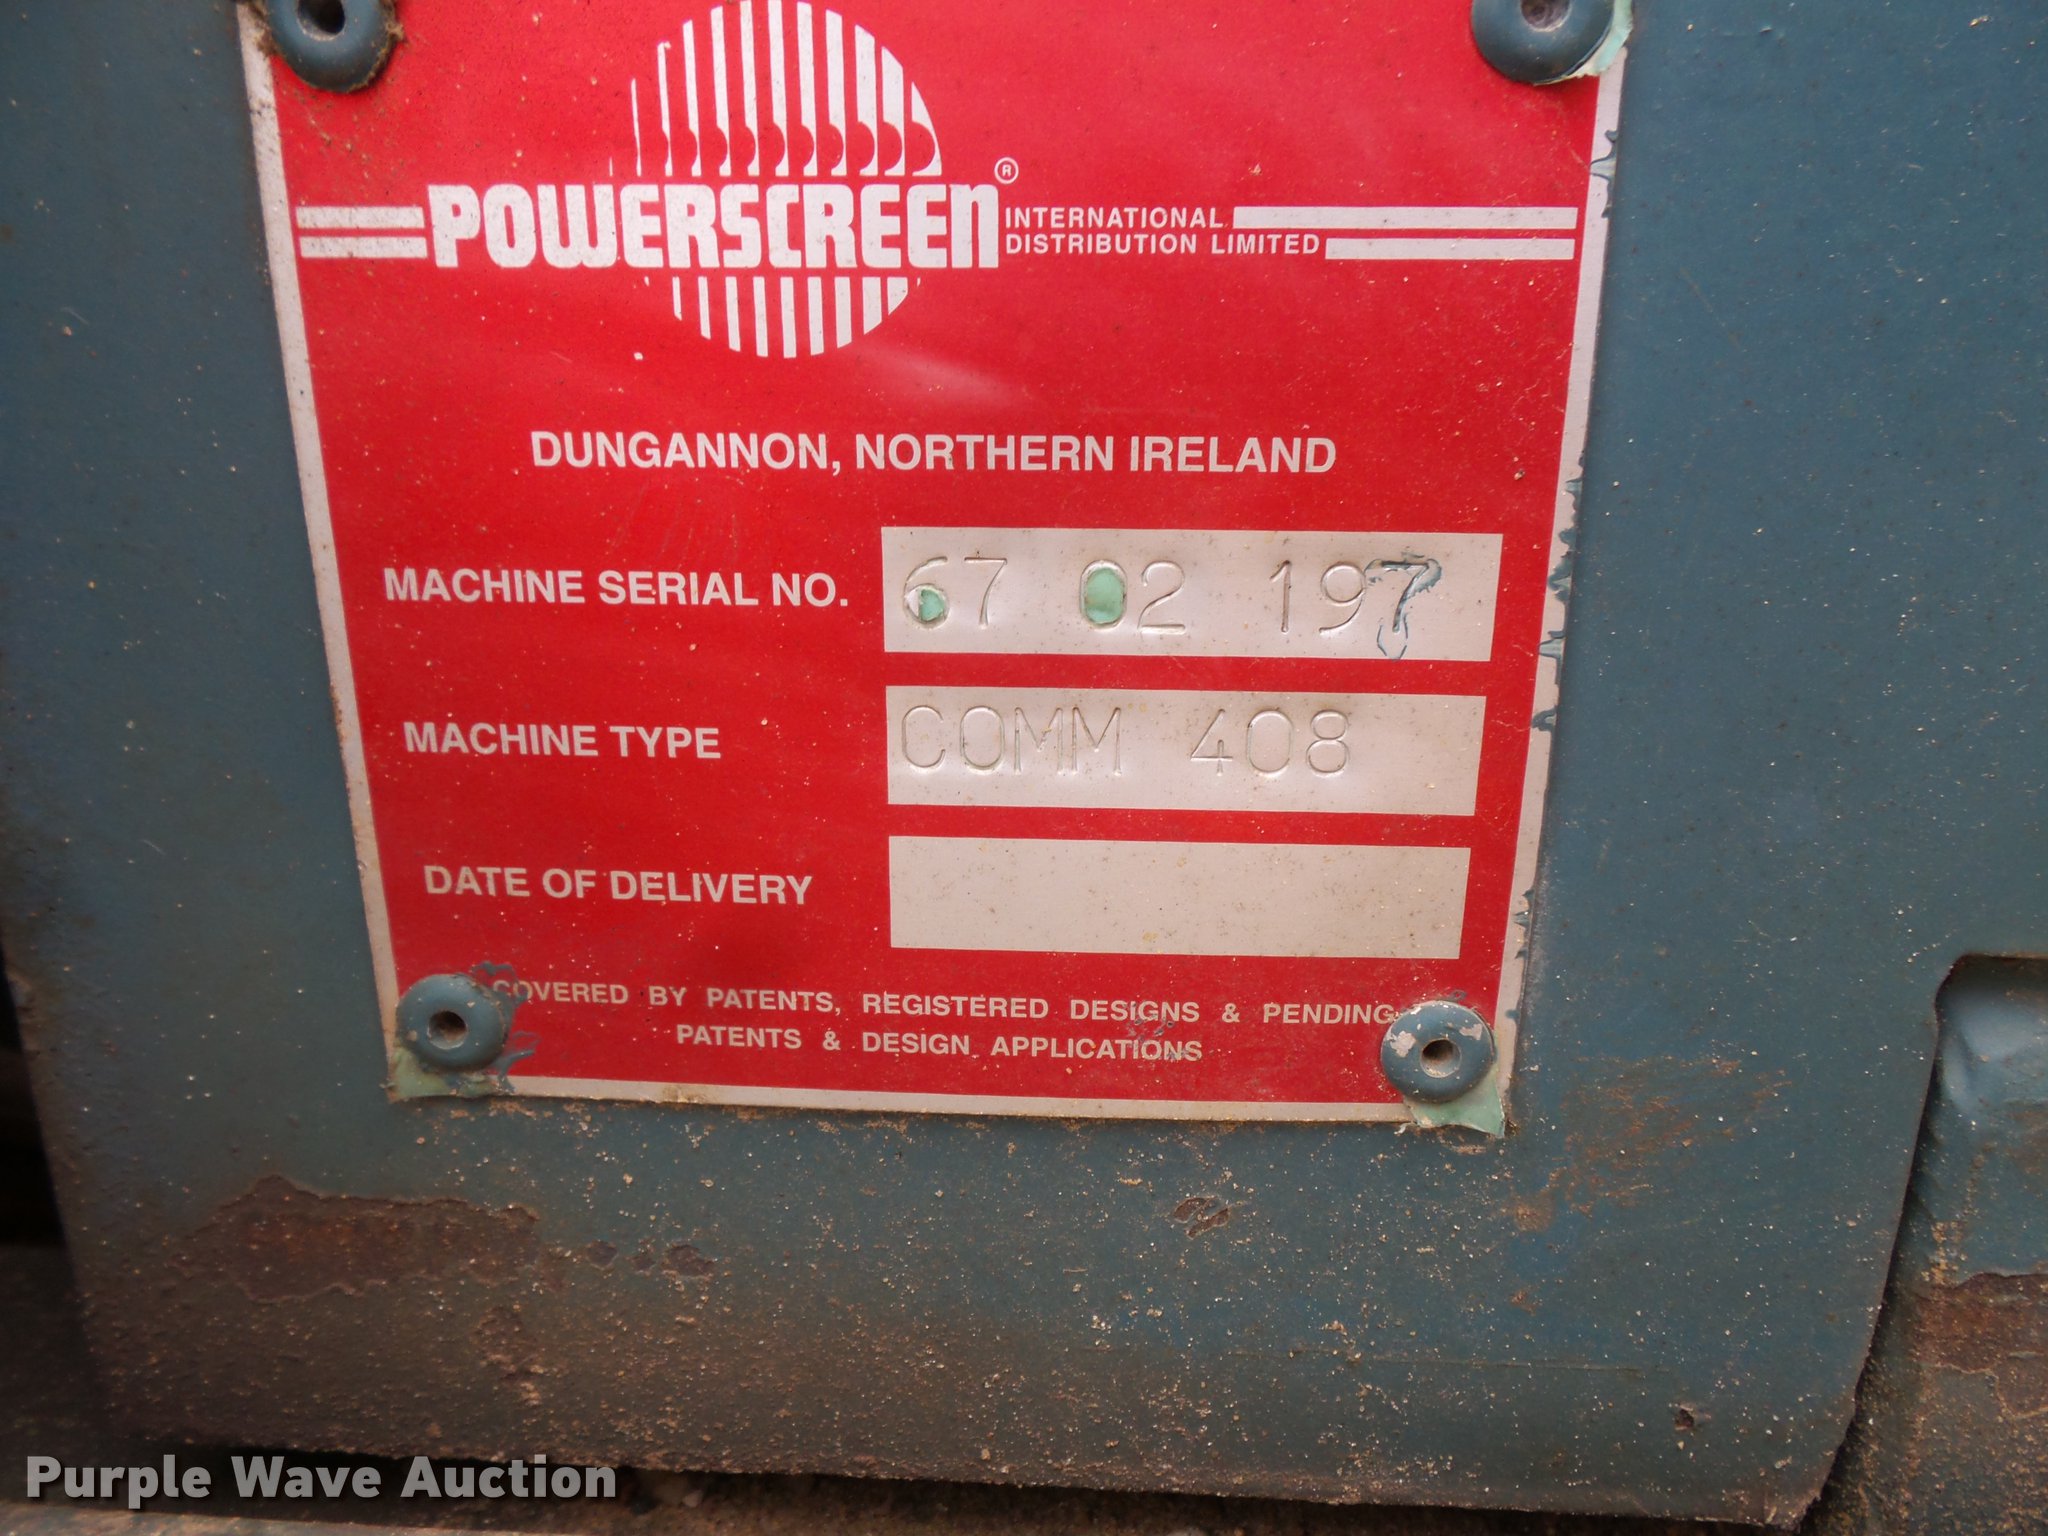 POWERSCREEN®
INTERNATIONAL
DISTRIBUTION LIMITED
DUNGANNON, NORTHERN IRELAND
MACHINE SERIAL NO. 67 02 197
MACHINE TYPE COMM 408
DATE OF DELIVERY
COVERED BY PATENTS, REGISTERED DESIGNS & PENDING
PATENTS & DESIGN APPLICATIONS
Purple Wave Auction